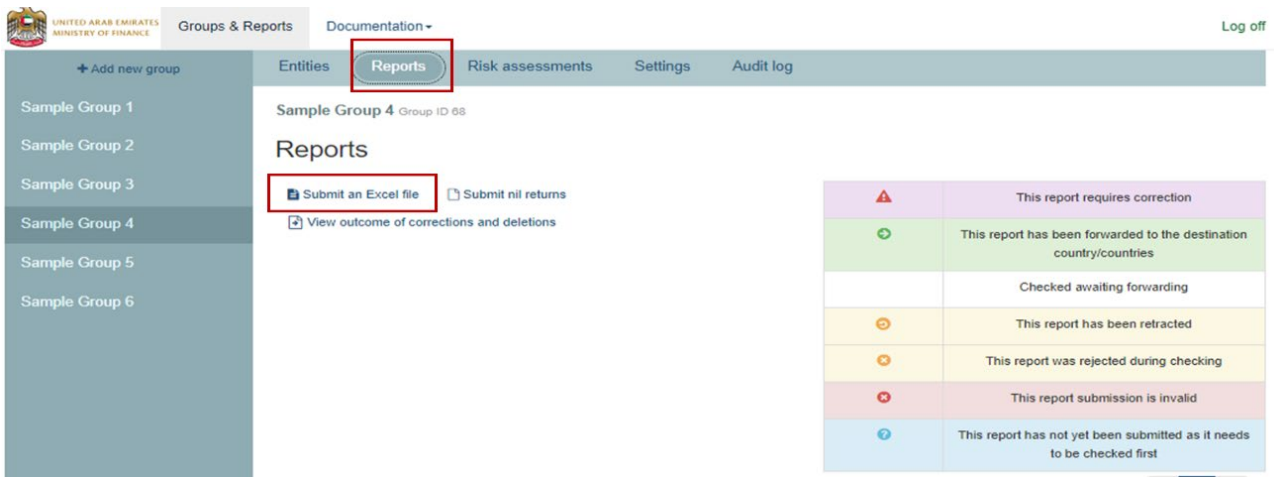 UNITED ARAB EMIRATES
MINISTRY OF FINANCE
Groups & Reports
Documentation
Log off
+ Add new group
Entities
Reports
Risk assessments
Settings
Audit log
Sample Group 1
Sample Group 2
Sample Group 3
Sample Group 4
Sample Group 5
Sample Group 6
Sample Group 4 Group ID 68
Reports
Submit an Excel file
Submit nil returns
View outcome of corrections and deletions
This report requires correction
This report has been forwarded to the destination
country/countries
Checked awaiting forwarding
This report has been retracted
This report was rejected during checking
This report submission is invalid
This report has not yet been submitted as it needs
to be checked first